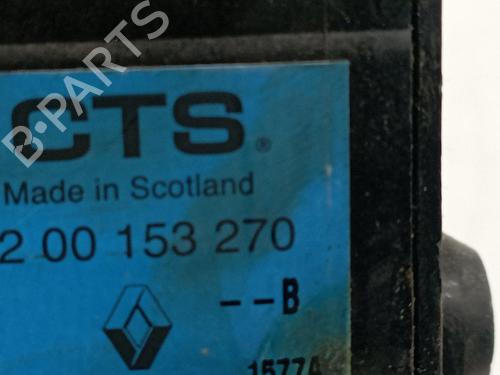 CTS®
Made in Scotland
2 00 153 270
--B
1577A
B-PARTS